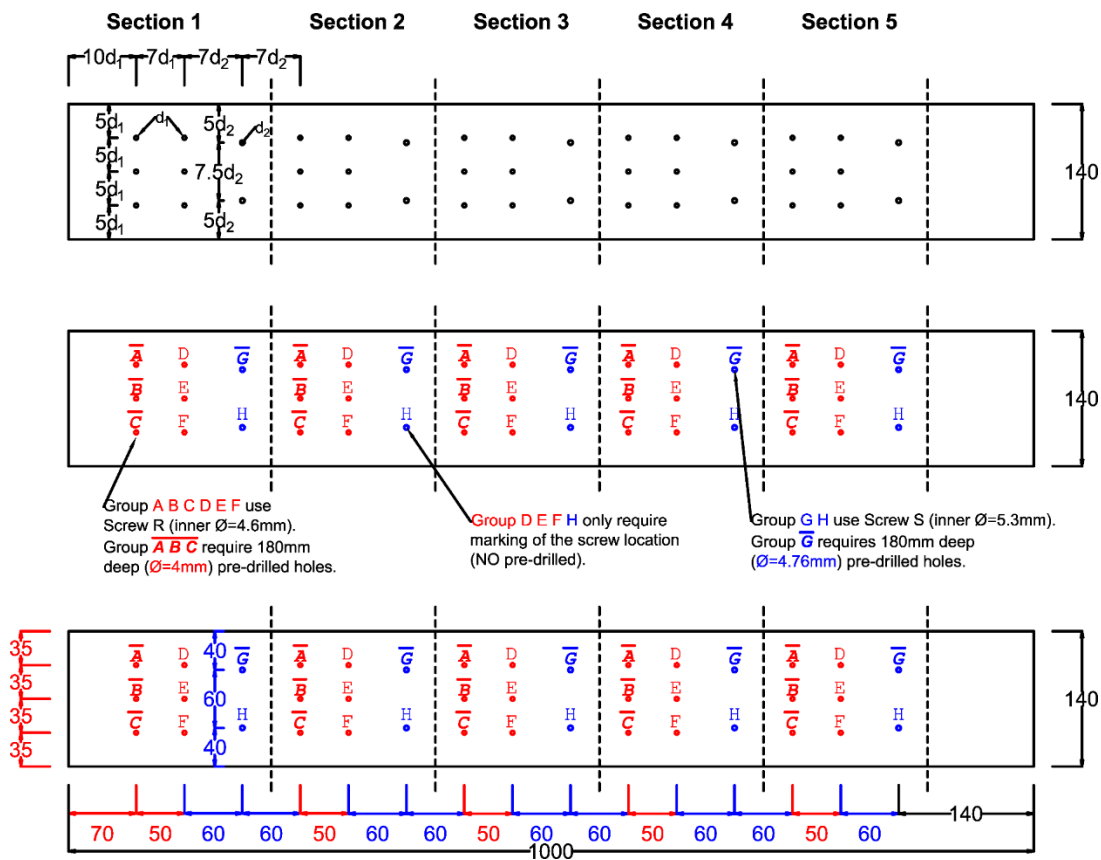 Section 1 Section 2 Section 3 Section 4 Section 5
10d₁ 7d₁ 7d₂ 7d₂
5d₁ d₁ 5d₂ d₂
5d₁ 7.5d₂ 140
5d₁
5d₁ 5d₂
A D G A D G A D G A D G A D G
B E B E B E B E B E 140
C F H C F H C F H C F H C F H
Group A B C D E F use
Screw R (inner Ø=4.6mm).
Group A B C require 180mm
deep (Ø=4mm) pre-drilled holes.
Group D E F H only require
marking of the screw location
(NO pre-drilled).
Group G H use Screw S (inner Ø=5.3mm).
Group G requires 180mm deep
(Ø=4.76mm) pre-drilled holes.
35 A D 40 G A D G A D G A D G A D G
35 B E 60 B E B E B E B E 140
35 C F H C F H C F H C F H C F H
35 40
140
70 50 60 60 50 60 60 50 60 60 50 60 60 50 60
1000